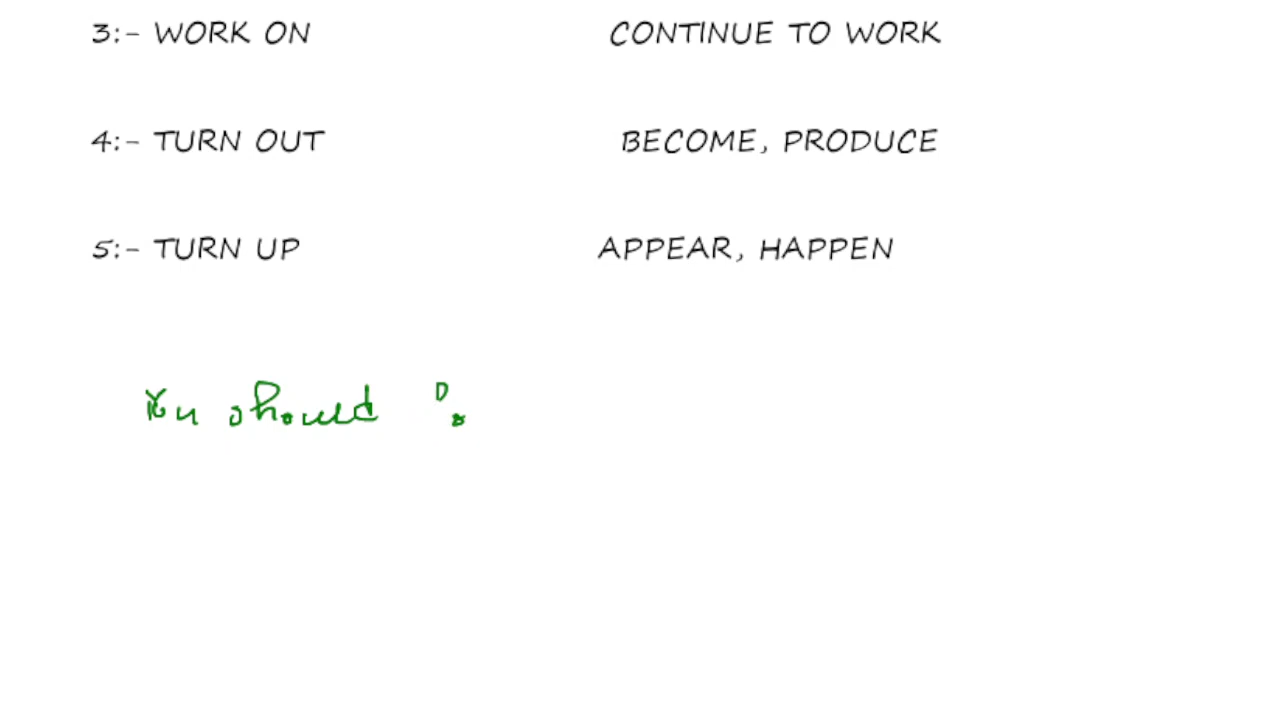 3:- WORK ON CONTINUE TO WORK
4:- TURN OUT BECOME, PRODUCE
5:- TURN UP APPEAR, HAPPEN
You should